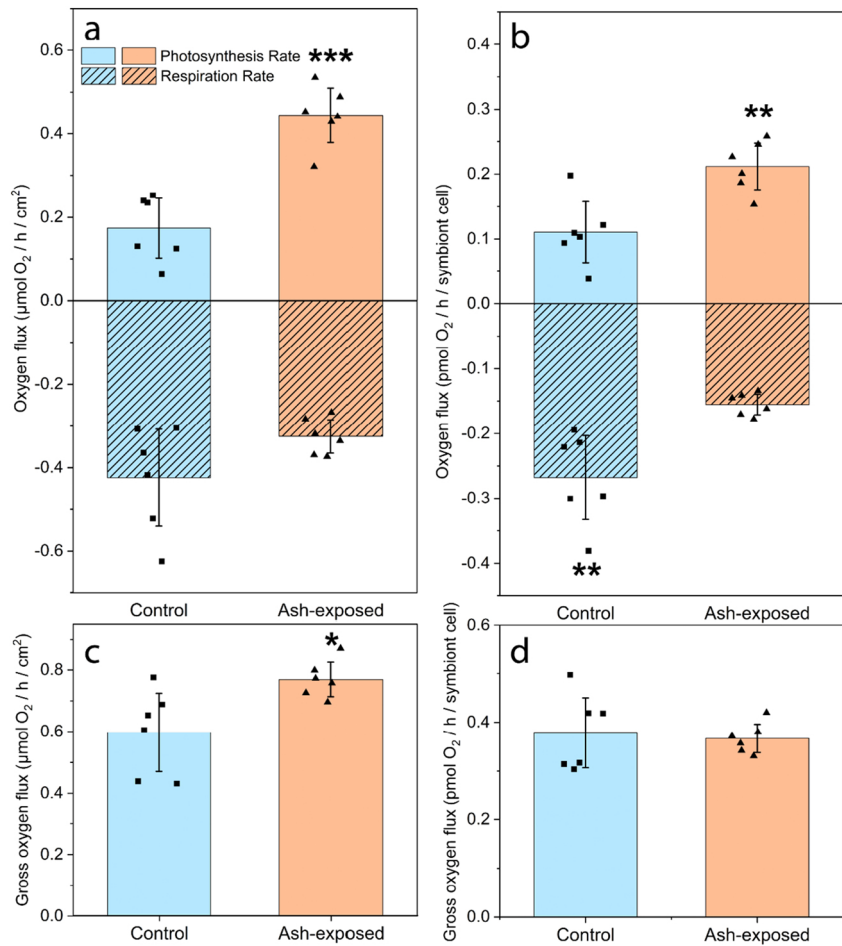 a
Photosynthesis Rate
Respiration Rate
***
0.6
0.4
0.2
0.0
-0.2
-0.4
-0.6
Oxygen flux (µmol O₂ / h / cm²)
Control
Ash-exposed
b
**
**
0.4
0.3
0.2
0.1
0.0
-0.1
-0.2
-0.3
-0.4
Oxygen flux (pmol O₂ / h / symbiont cell)
Control
Ash-exposed
c
*
0.8
0.6
0.4
0.2
0.0
Gross oxygen flux (µmol O₂ / h / cm²)
Control
Ash-exposed
d
0.6
0.4
0.2
0.0
Gross oxygen flux (pmol O₂ / h / symbiont cell)
Control
Ash-exposed